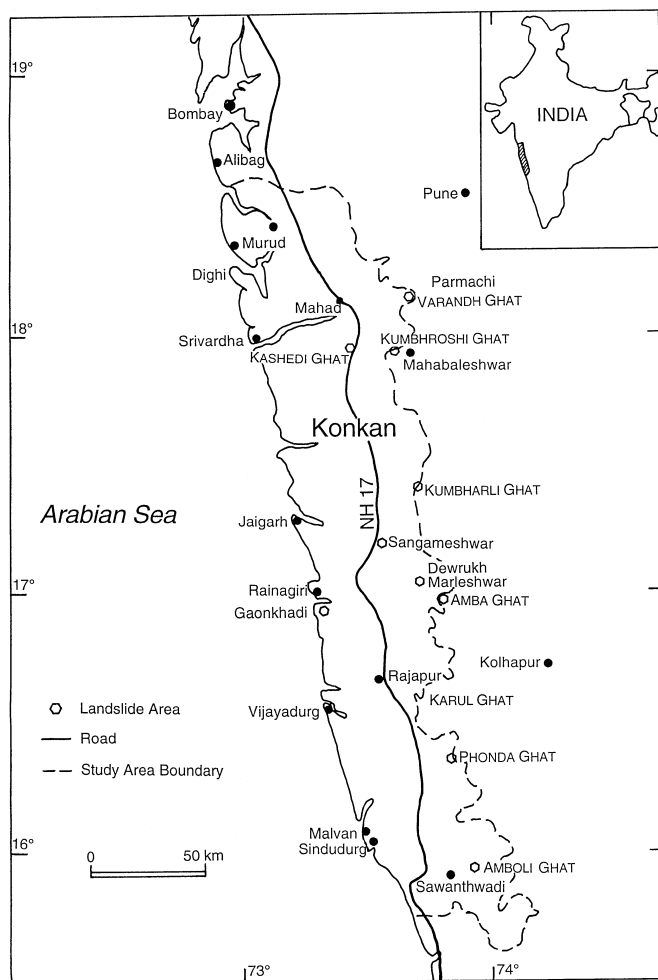 19°
Bombay
INDIA
Alibag
Pune
Murud
Dighi
Parmachi
VARANDH GHAT
Mahad
18°
Srivardha
KUMBHROSHI GHAT
KASHEDI GHAT
Mahabaleshwar
Konkan
KUMBHARLI GHAT
NH 17
Arabian Sea
Jaigarh
Sangameshwar
Dewrukh
Marleshwar
17°
Rainagiri
AMBA GHAT
Gaonkhadi
Kolhapur
Rajapur
KARUL GHAT
Landslide Area
Vijayadurg
Road
PHONDA GHAT
Study Area Boundary
Malvan
Sindudurg
16°
0 50 km
AMBOLI GHAT
Sawanthwadi
73°
74°